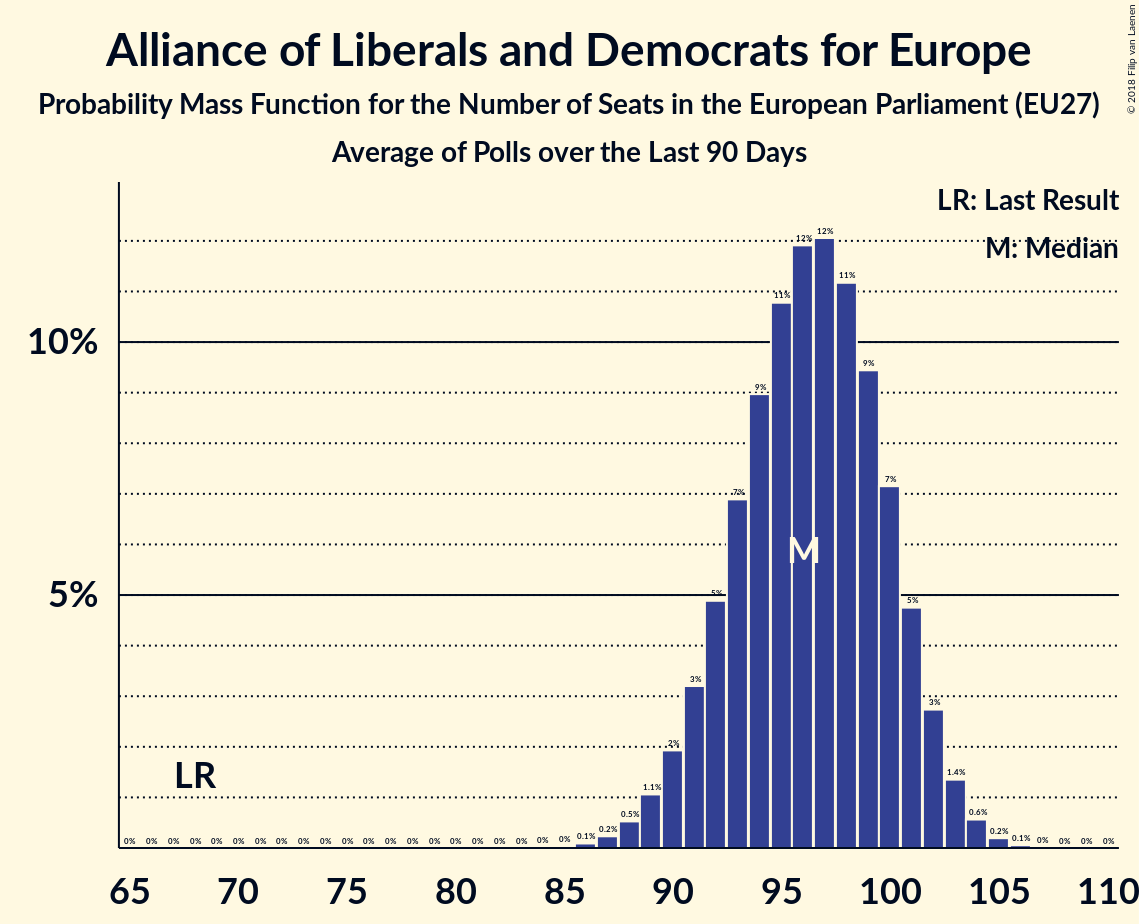 Alliance of Liberals and Democrats for Europe
© 2018 Filip van Laenen
Probability Mass Function for the Number of Seats in the European Parliament (EU27)
Average of Polls over the Last 90 Days
LR: Last Result
M: Median
12% 12%
11% 11%
10%
9% 9%
7% 7%
M
5%
5% 5%
3% 3%
2%
LR
1.1% 1.4%
0.5% 0.6%
0% 0% 0% 0% 0% 0% 0% 0% 0% 0% 0% 0% 0% 0% 0% 0% 0% 0% 0% 0% 0% 0.1% 0.2% 0.2% 0.1% 0% 0% 0% 0%
65 70 75 80 85 90 95 100 105 110